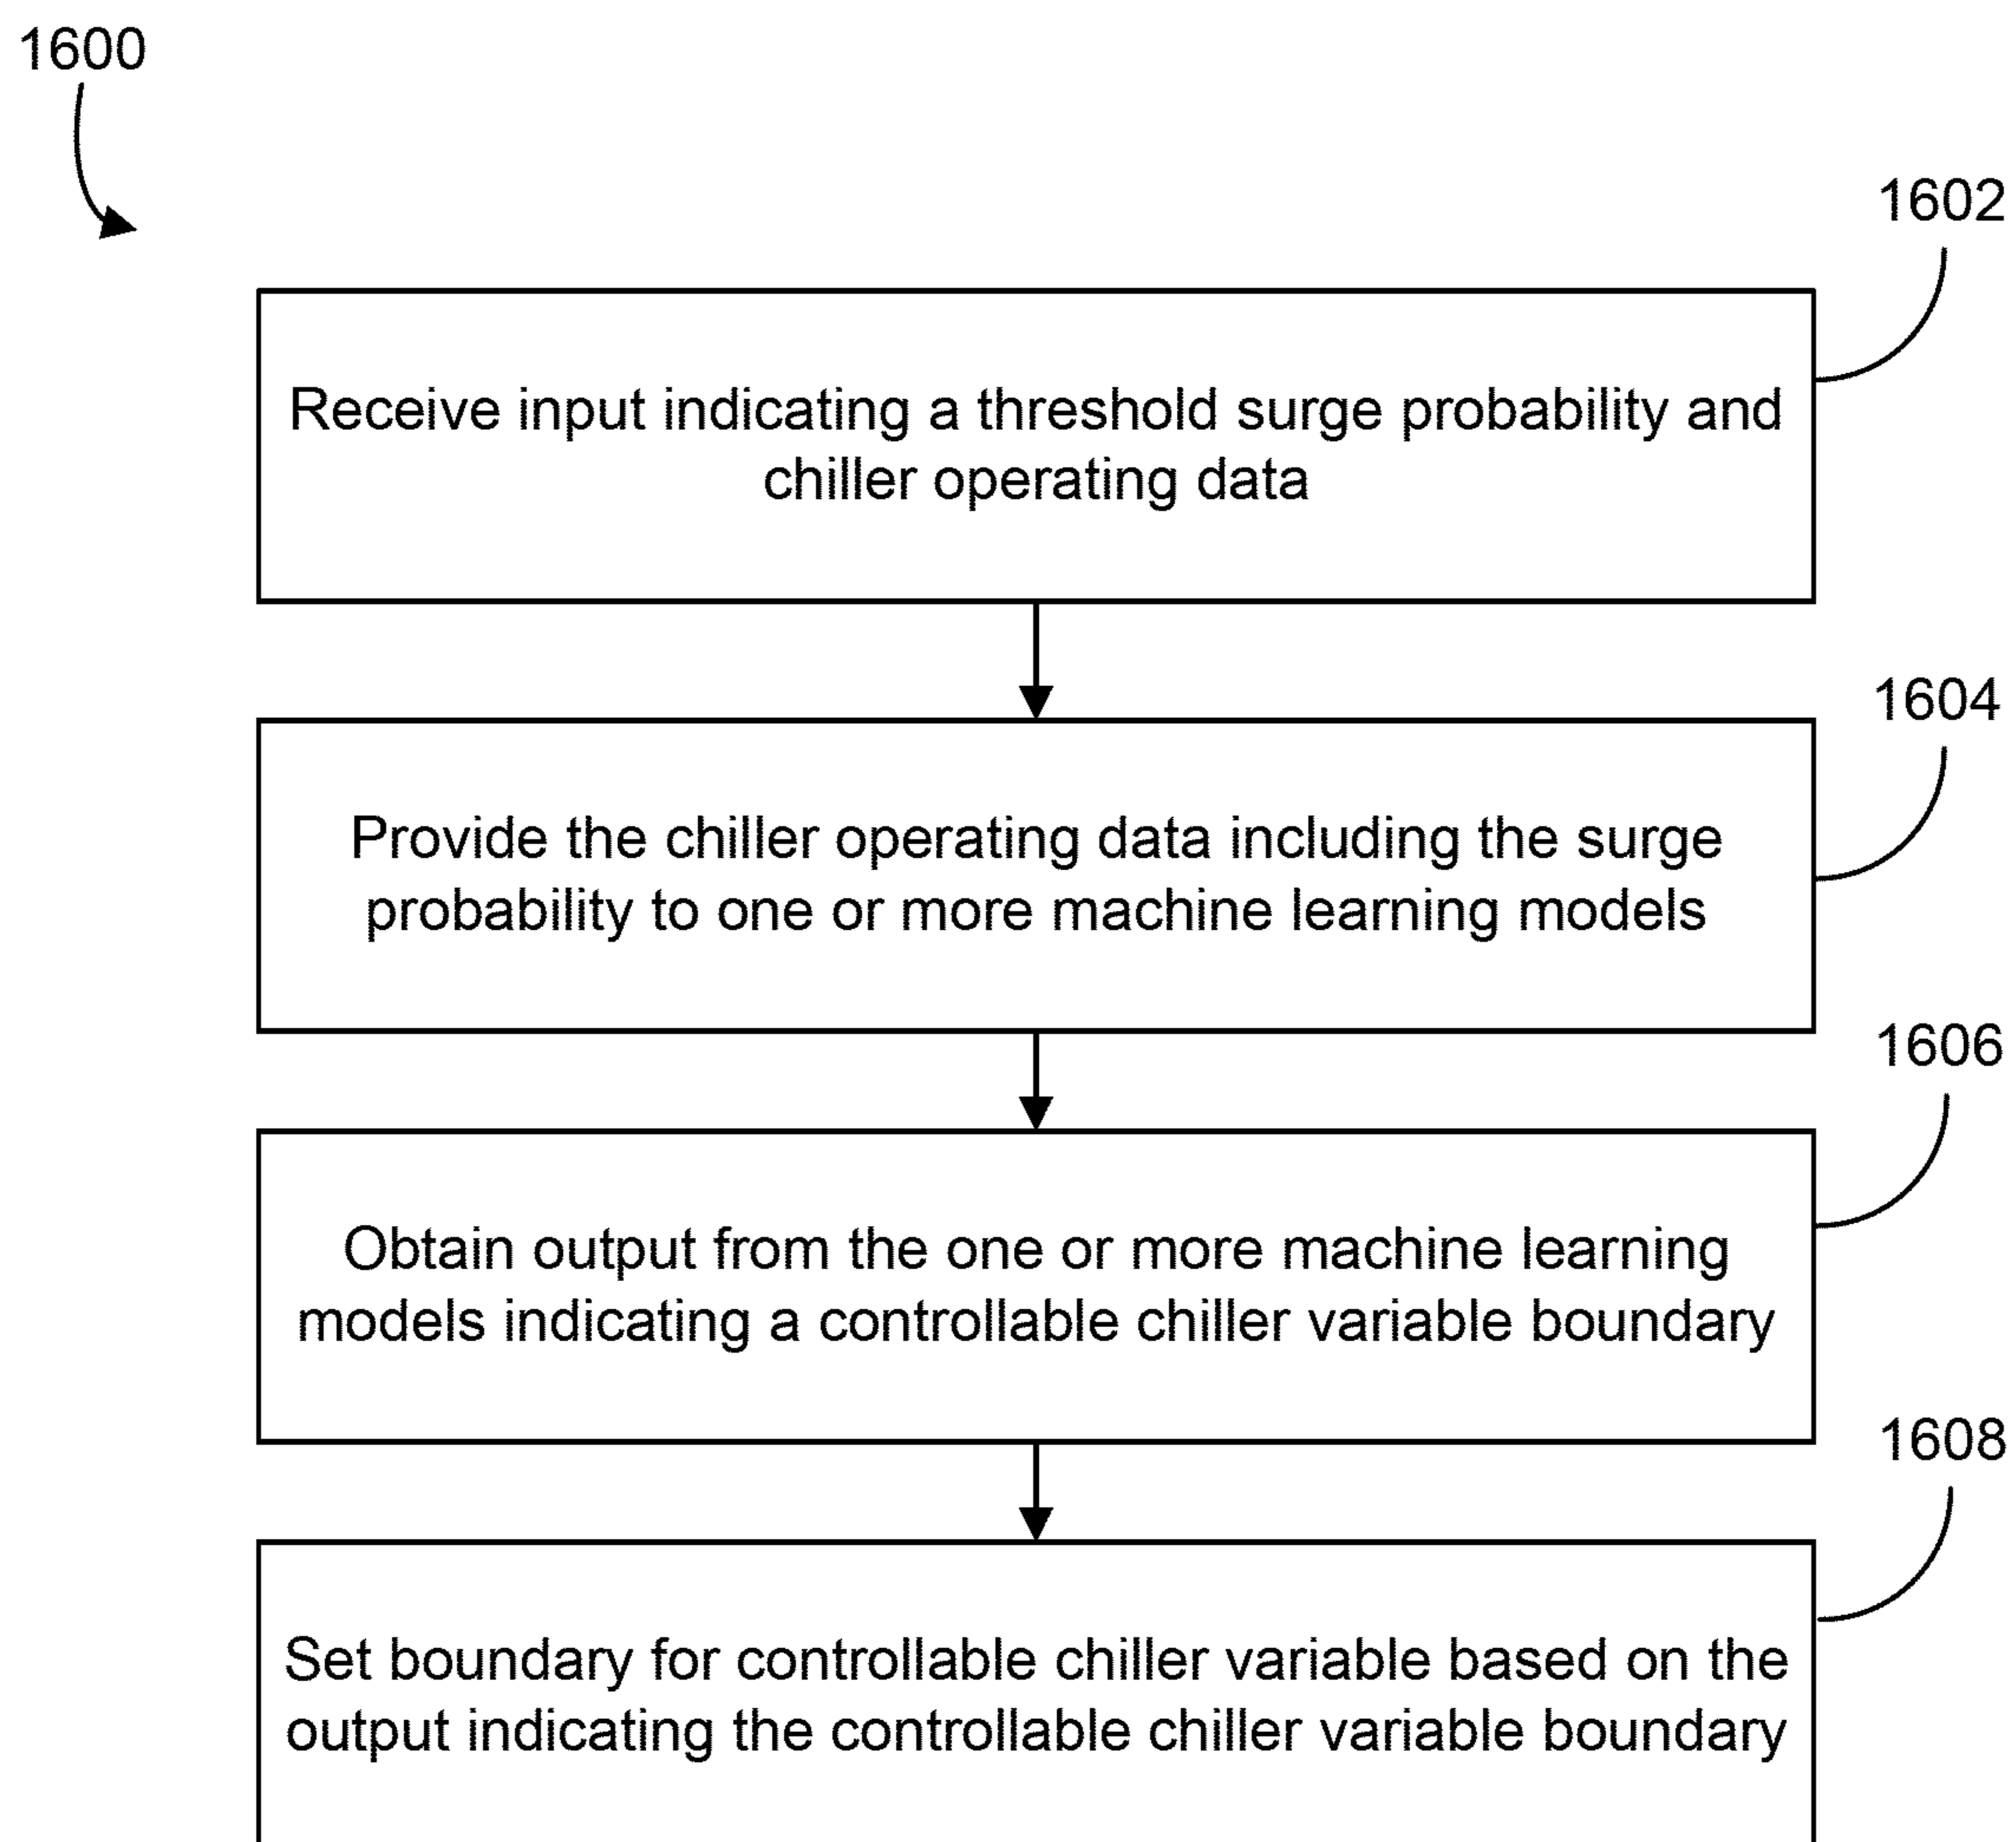 1600
1602
Receive input indicating a threshold surge probability and
chiller operating data
1604
Provide the chiller operating data including the surge
probability to one or more machine learning models
1606
Obtain output from the one or more machine learning
models indicating a controllable chiller variable boundary
1608
Set boundary for controllable chiller variable based on the
output indicating the controllable chiller variable boundary